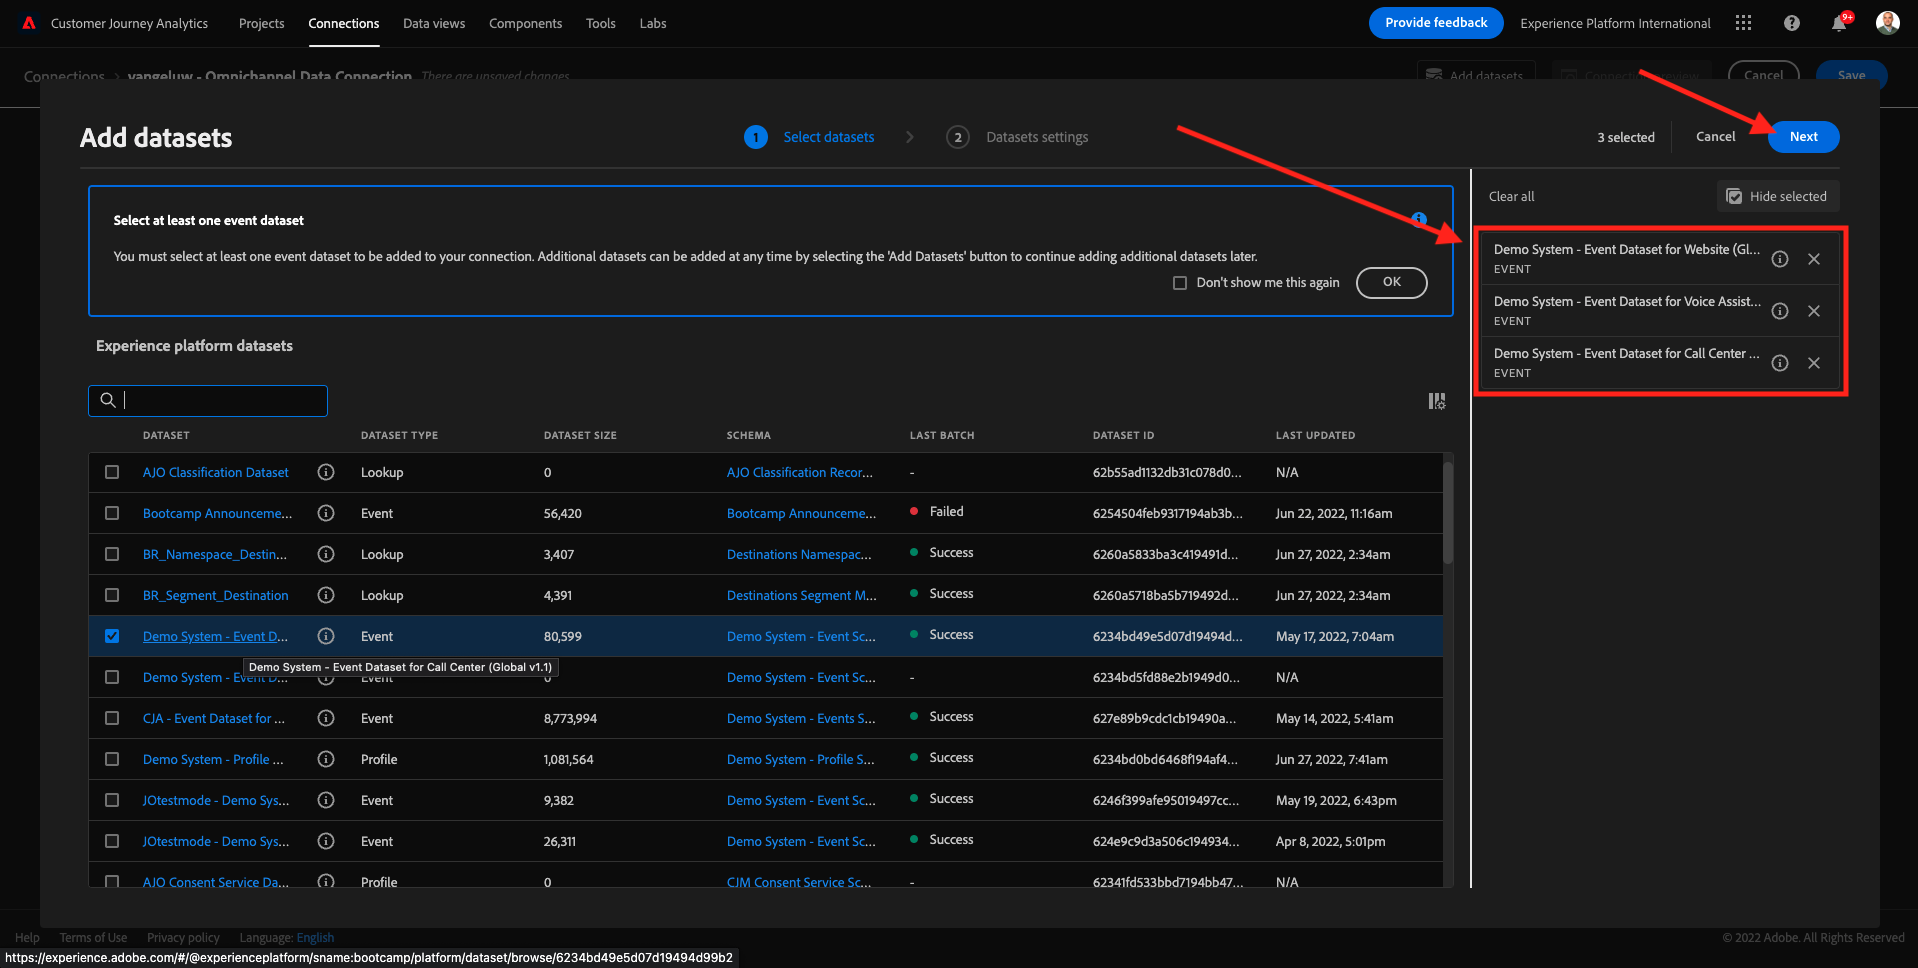 Customer Journey Analytics Projects Connections Data views Components Tools Labs Provide feedback Experience Platform International 9+
Connections > vangeluw - Omnichannel Data Connection There are unsaved changes Add datasets Connection preview Cancel Save
Add datasets 1 Select datasets > 2 Datasets settings 3 selected Cancel Next
Clear all Hide selected
Select at least one event dataset
You must select at least one event dataset to be added to your connection. Additional datasets can be added at any time by selecting the 'Add Datasets' button to continue adding additional datasets later.
Don't show me this again OK
Demo System - Event Dataset for Website (Gl...
EVENT
Demo System - Event Dataset for Voice Assist...
EVENT
Demo System - Event Dataset for Call Center ...
EVENT
Experience platform datasets
DATASET DATASET TYPE DATASET SIZE SCHEMA LAST BATCH DATASET ID LAST UPDATED
AJO Classification Dataset Lookup 0 AJO Classification Recor... - 62b55ad1132db31c078d0... N/A
Bootcamp Announceme... Event 56,420 Bootcamp Announceme... Failed 6254504feb9317194ab3b... Jun 22, 2022, 11:16am
BR_Namespace_Destin... Lookup 3,407 Destinations Namespac... Success 6260a5833ba3c419491d... Jun 27, 2022, 2:34am
BR_Segment_Destination Lookup 4,391 Destinations Segment M... Success 6260a5718ba5b719492d... Jun 27, 2022, 2:34am
Demo System - Event D... Event 80,599 Demo System - Event Sc... Success 6234bd49e5d07d19494d... May 17, 2022, 7:04am
Demo System - Event Dataset for Call Center (Global v1.1)
Demo System - Event D... Event 0 Demo System - Event Sc... - 6234bd5fd88e2b1949d0... N/A
CJA - Event Dataset for ... Event 8,773,994 Demo System - Events S... Success 627e89b9cdc1cb19490a... May 14, 2022, 5:41am
Demo System - Profile ... Profile 1,081,564 Demo System - Profile S... Success 6234bd0bd6468f194af4... Jun 27, 2022, 7:41am
JOtestmode - Demo Sys... Event 9,382 Demo System - Event Sc... Success 6246f399afe95019497cc... May 19, 2022, 6:43pm
JOtestmode - Demo Sys... Event 26,311 Demo System - Event Sc... Success 624e9c9d3a506c194934... Apr 8, 2022, 5:01pm
AJO Consent Service Da... Profile 0 CJM Consent Service Sc... - 62341fd533bbd7194bb47... N/A
Help Terms of Use Privacy policy Language: English © 2022 Adobe. All Rights Reserved
https://experience.adobe.com/#/@experienceplatform/sname:bootcamp/platform/dataset/browse/6234bd49e5d07d19494d99b2